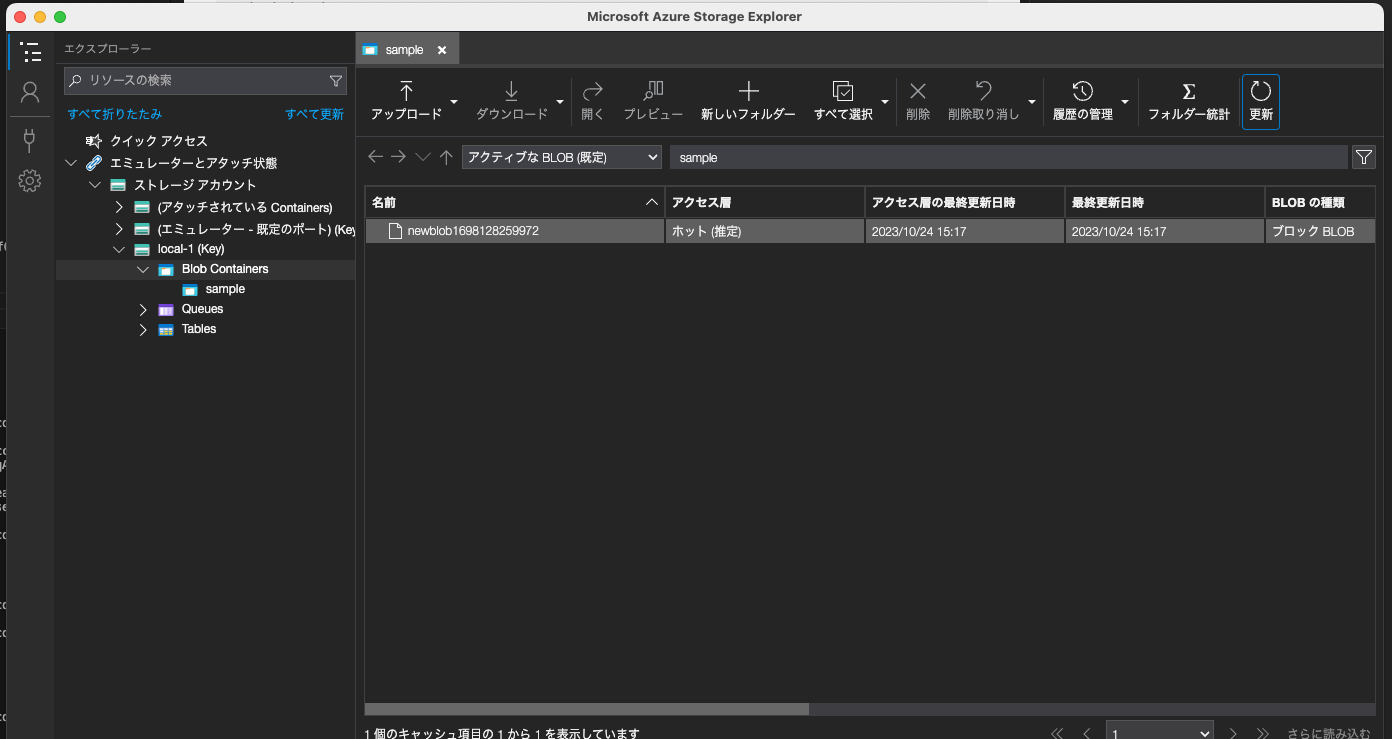 Microsoft Azure Storage Explorer
エクスプローラー
リソースの検索
すべて折りたたみ すべて更新
クイック アクセス
エミュレーターとアタッチ状態
ストレージ アカウント
(アタッチされている Containers)
(エミュレーター - 既定のポート) (Key
local-1 (Key)
Blob Containers
sample
Queues
Tables
sample
アップロード ダウンロード 開く プレビュー 新しいフォルダー すべて選択 削除 削除取り消し 履歴の管理 フォルダー統計 更新
アクティブな BLOB (既定) sample
名前 アクセス層 アクセス層の最終更新日時 最終更新日時 BLOB の種類
newblob1698128259972 ホット (推定) 2023/10/24 15:17 2023/10/24 15:17 ブロック BLOB
1 個のキャッシュ項目の 1 から 1 を表示しています 1 さらに読み込む